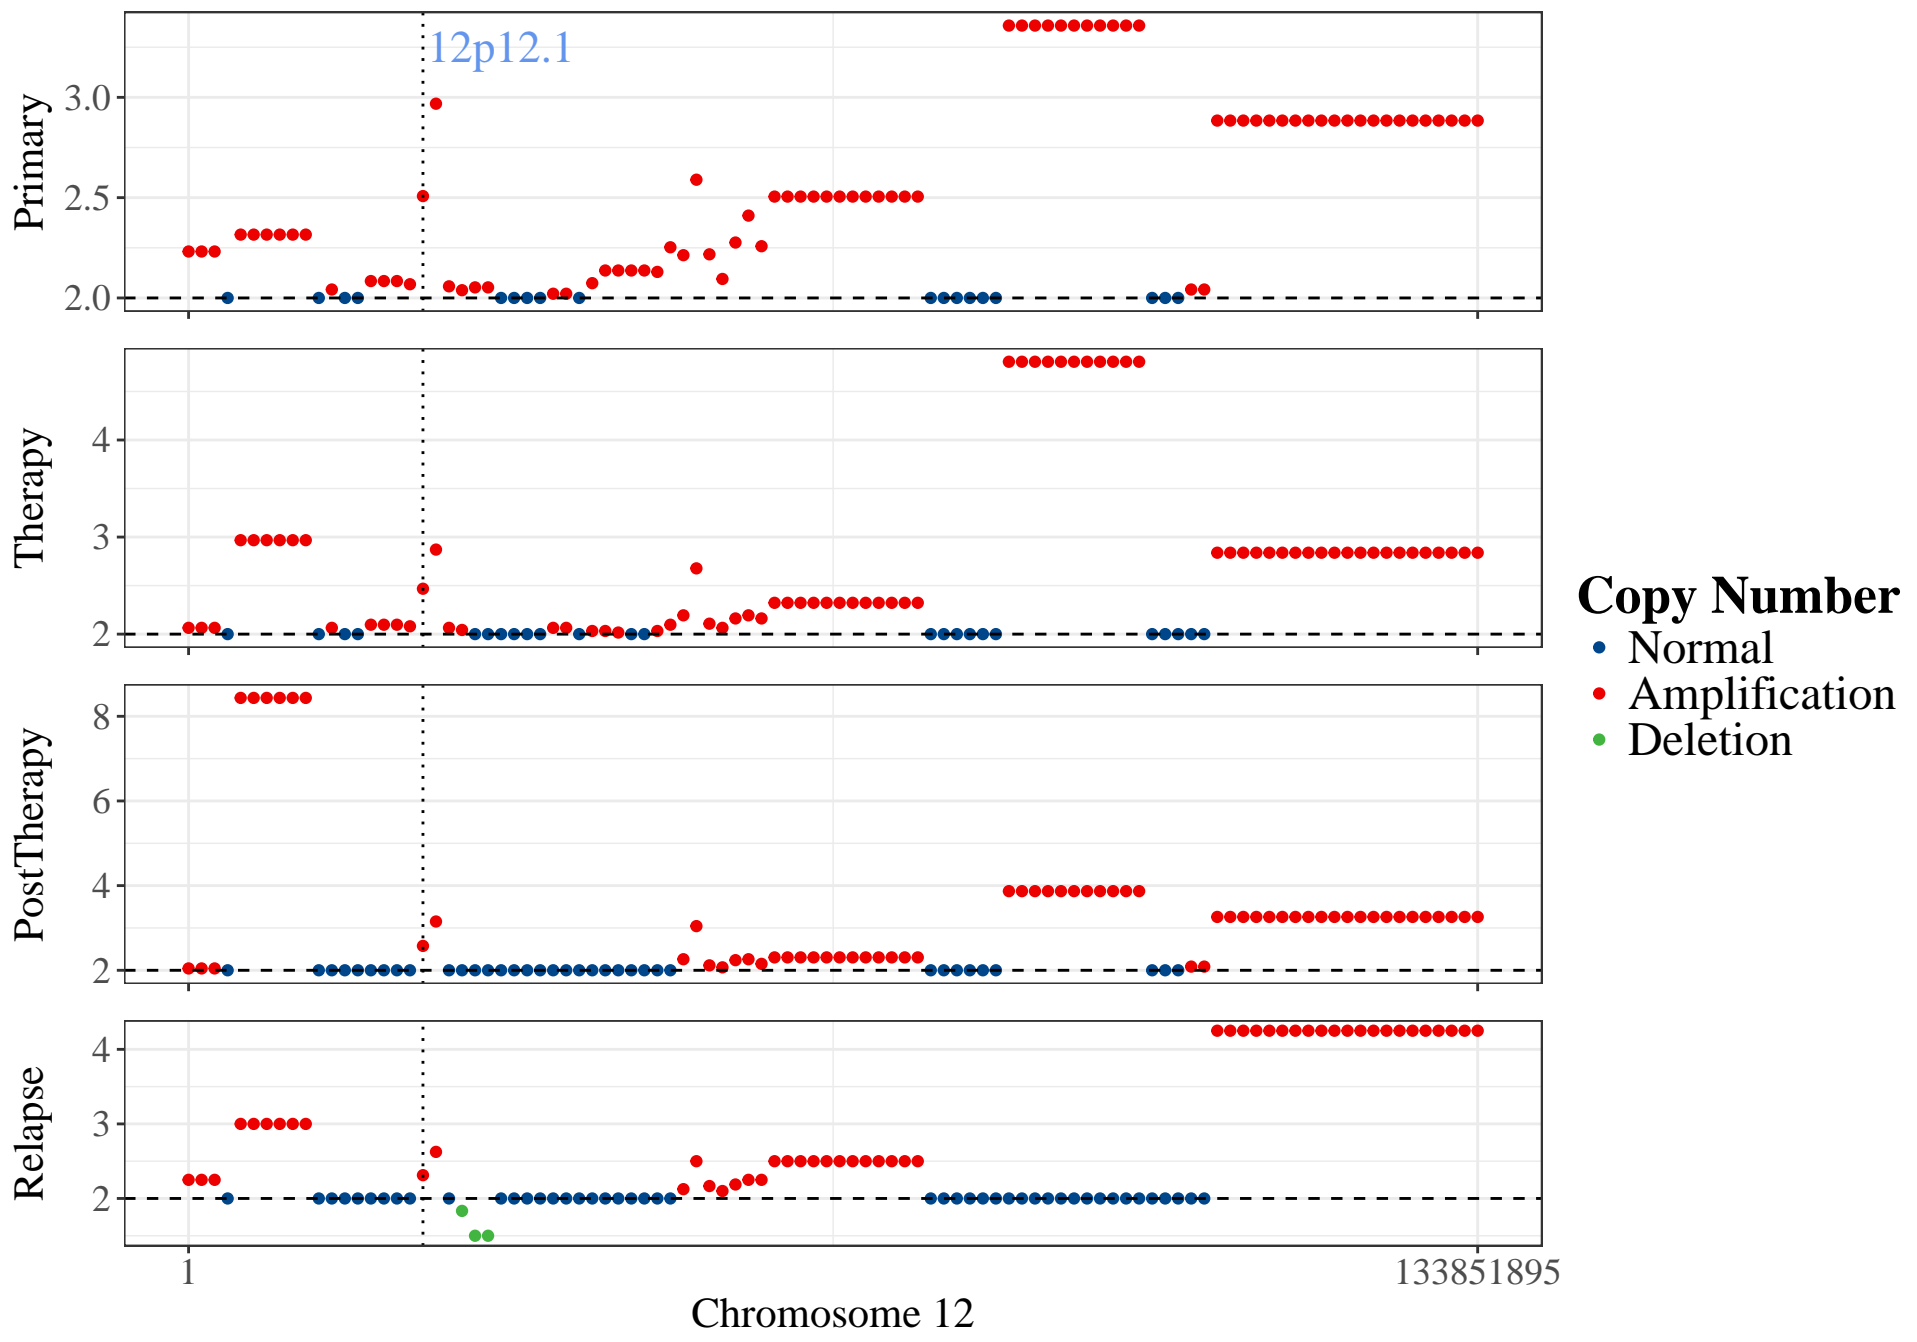 12p12.1
Primary
3.0
2.5
2.0
Therapy
4
3
2
PostTherapy
8
6
4
2
Relapse
4
3
2
1
133851895
Chromosome 12
Copy Number
Normal
Amplification
Deletion